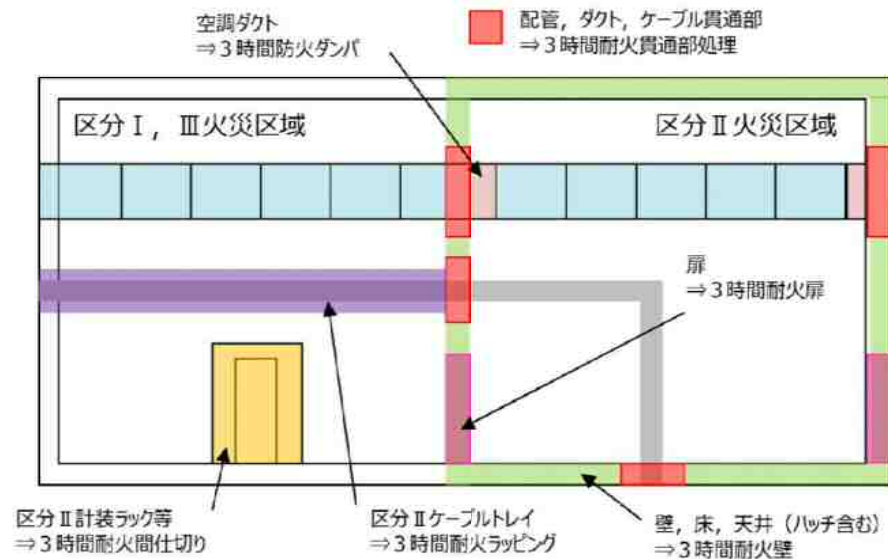 空調ダクト
⇒３時間防火ダンパ
配管，ダクト，ケーブル貫通部
⇒３時間耐火貫通部処理
区分Ⅰ，Ⅲ火災区域
区分Ⅱ火災区域
扉
⇒３時間耐火扉
区分Ⅱ計装ラック等
⇒３時間耐火間仕切り
区分Ⅱケーブルトレイ
⇒３時間耐火ラッピング
壁，床，天井（ハッチ含む）
⇒３時間耐火壁